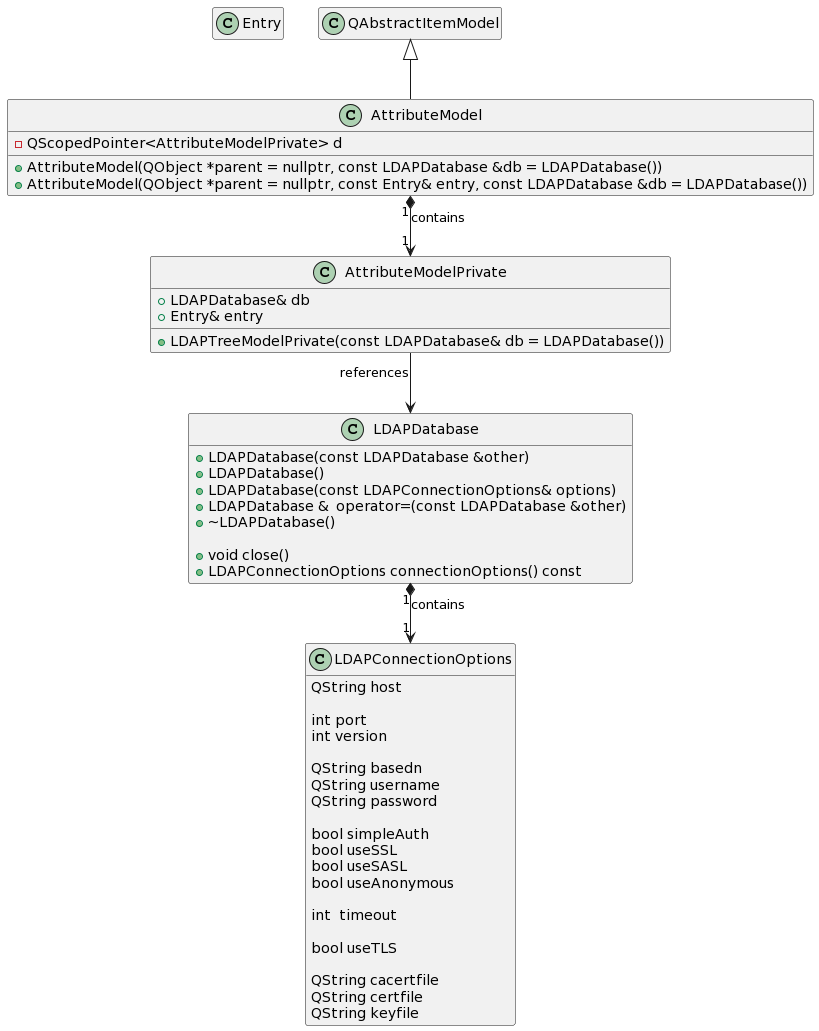 C Entry
C QAbstractItemModel
C AttributeModel
QScopedPointer<AttributeModelPrivate> d
AttributeModel(QObject *parent = nullptr, const LDAPDatabase &db = LDAPDatabase())
AttributeModel(QObject *parent = nullptr, const Entry& entry, const LDAPDatabase &db = LDAPDatabase())
1
contains
1
C AttributeModelPrivate
LDAPDatabase& db
Entry& entry
LDAPTreeModelPrivate(const LDAPDatabase& db = LDAPDatabase())
references
C LDAPDatabase
LDAPDatabase(const LDAPDatabase &other)
LDAPDatabase()
LDAPDatabase(const LDAPConnectionOptions& options)
LDAPDatabase &  operator=(const LDAPDatabase &other)
~LDAPDatabase()
void close()
LDAPConnectionOptions connectionOptions() const
1
contains
1
C LDAPConnectionOptions
QString host
int port
int version
QString basedn
QString username
QString password
bool simpleAuth
bool useSSL
bool useSASL
bool useAnonymous
int  timeout
bool useTLS
QString cacertfile
QString certfile
QString keyfile